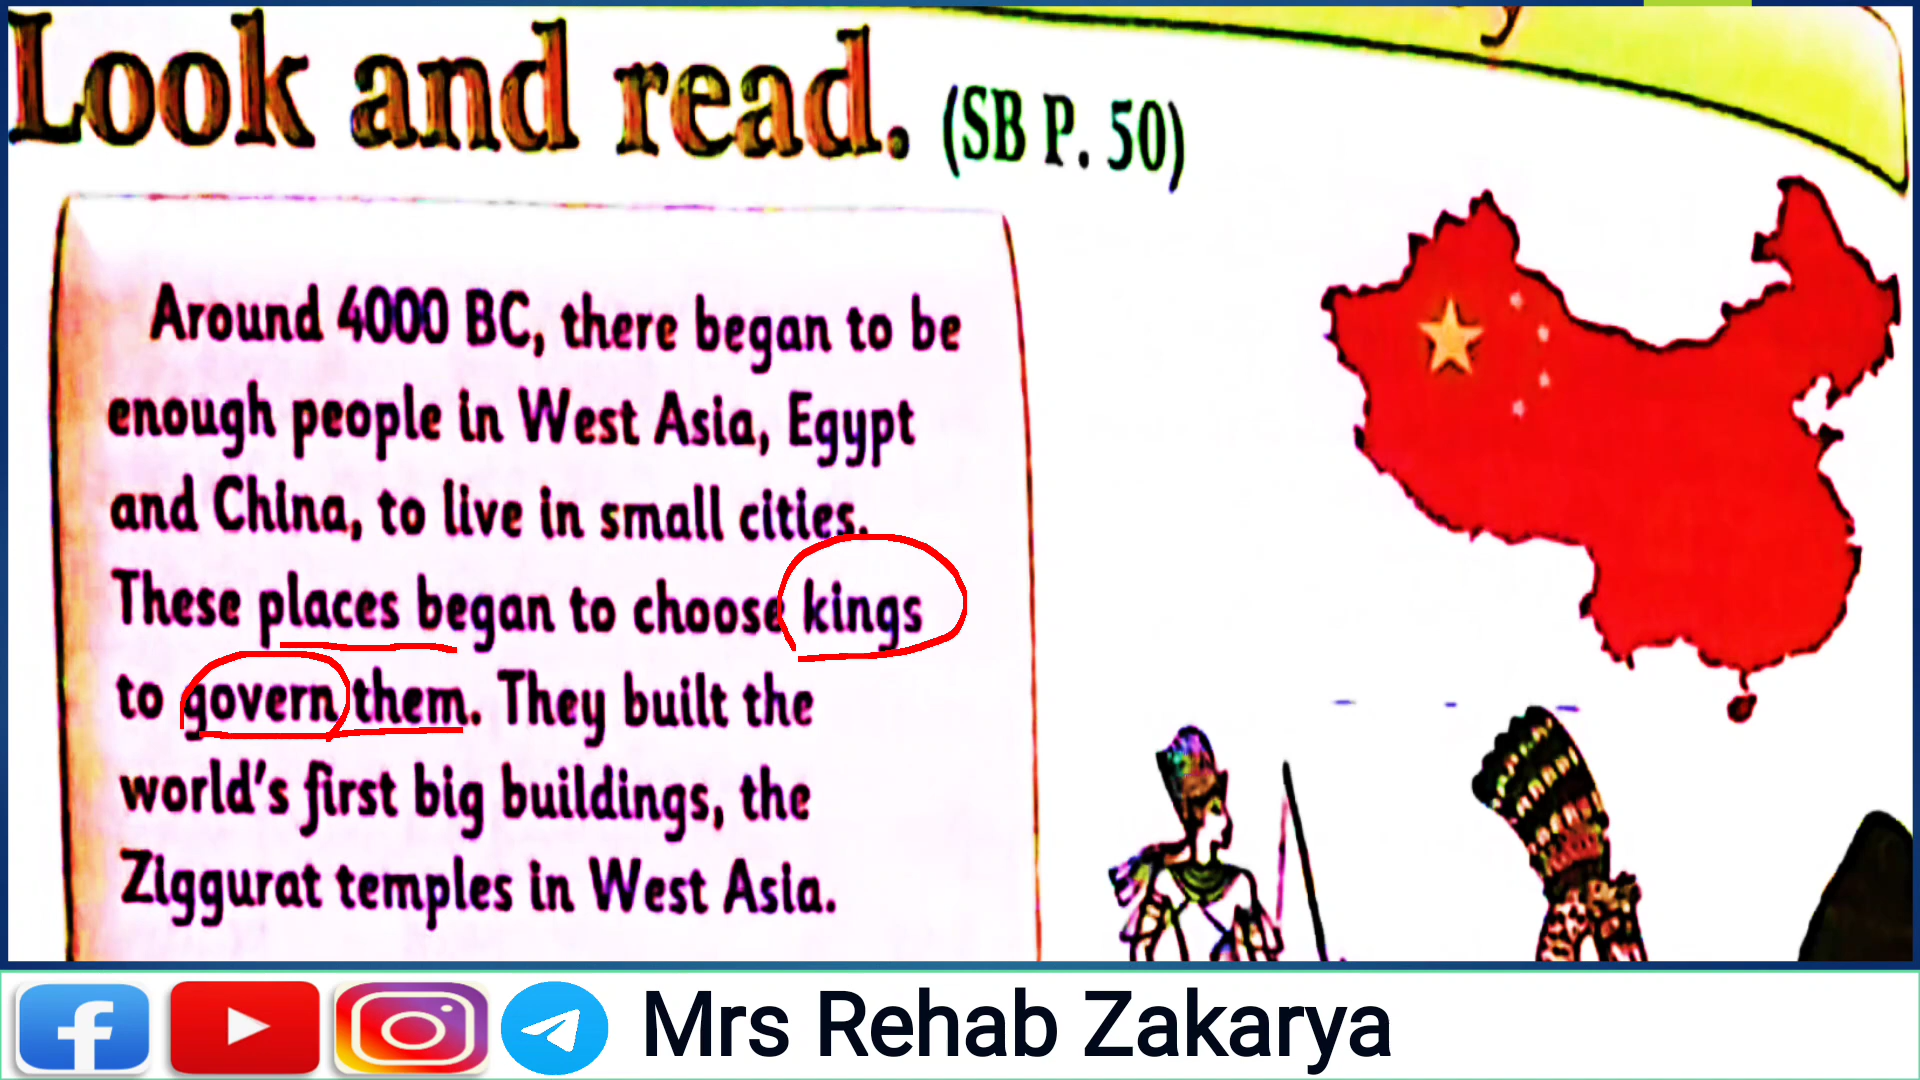 Look and read. (SB P. 50)
Around 4000 BC, there began to be
enough people in West Asia, Egypt
and China, to live in small cities.
These places began to choose kings
to govern them. They built the
world's first big buildings, the
Ziggurat temples in West Asia.
Mrs Rehab Zakarya